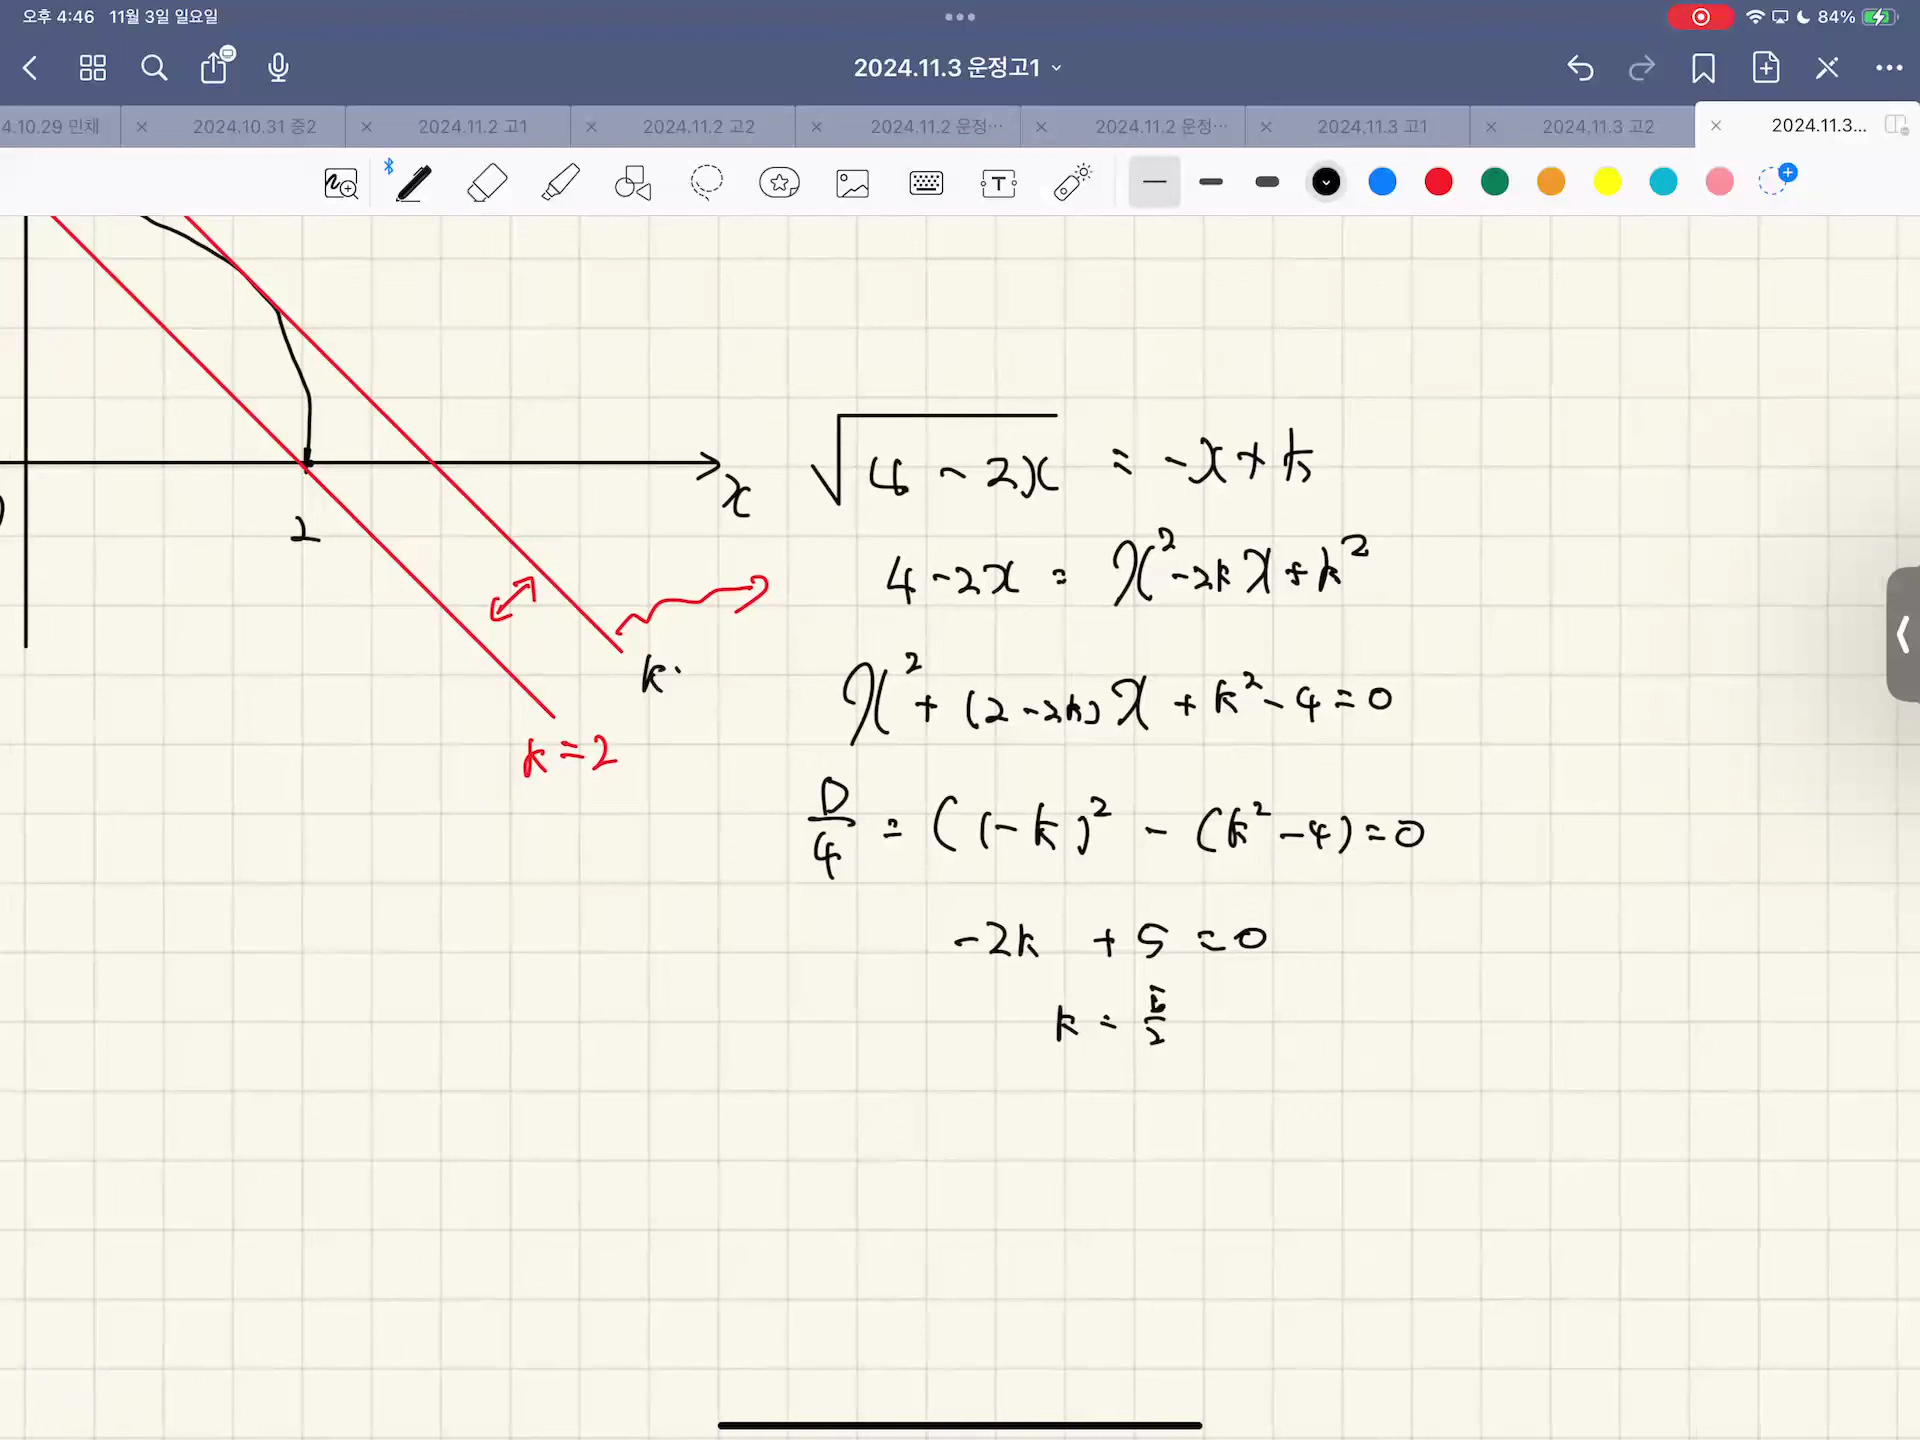 오후 4:46 11월 3일 일요일
84%
2024.11.3 운정고1
4.10.29 민채
2024.10.31 중2
2024.11.2 고1
2024.11.2 고2
2024.11.2 운정…
2024.11.2 운정…
2024.11.3 고1
2024.11.3 고2
2024.11.3...
T
x
2
k
k=2
√(4-2x) = -x+k
4-2x = x²-2kx+k²
x²+(2-2k)x+k²-4=0
D/4 = (1-k)² - (k²-4)=0
-2k +5 =0
k = 5/2